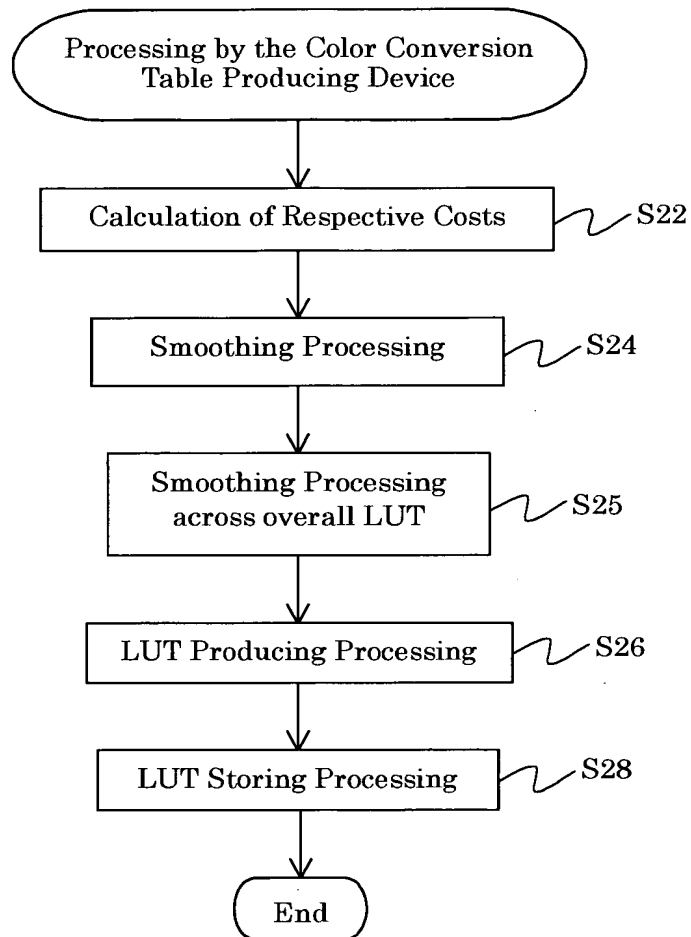 Processing by the Color Conversion
Table Producing Device
Calculation of Respective Costs
S22
Smoothing Processing
S24
Smoothing Processing
across overall LUT
S25
LUT Producing Processing
S26
LUT Storing Processing
S28
End